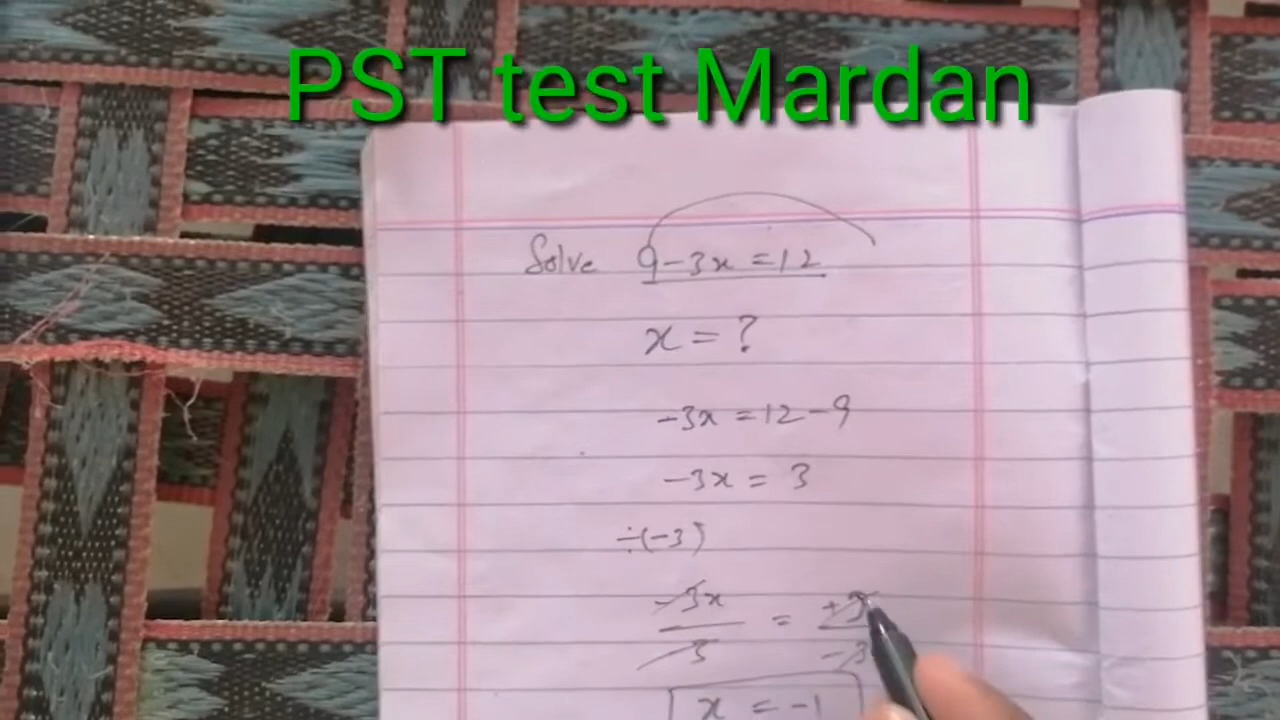 PST test Mardan
Solve 9-3x=12
x = ?
-3x = 12-9
-3x = 3
÷(-3)
-3x/-3 = +3/-3
x = -1